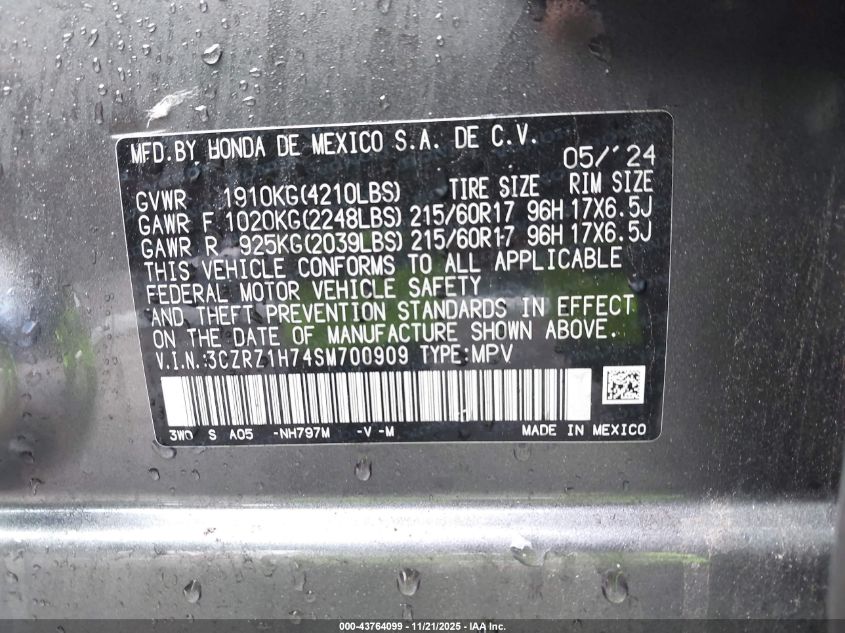 MFD.BY HONDA DE MEXICO S.A. DE C.V.
05/'24
GVWR 1910KG(4210LBS) TIRE SIZE RIM SIZE
GAWR F 1020KG(2248LBS) 215/60R17 96H 17X6.5J
GAWR R 925KG(2039LBS) 215/60R17 96H 17X6.5J
THIS VEHICLE CONFORMS TO ALL APPLICABLE
FEDERAL MOTOR VEHICLE SAFETY
AND THEFT PREVENTION STANDARDS IN EFFECT
ON THE DATE OF MANUFACTURE SHOWN ABOVE.
V.I.N.:3CZRZ1H74SM700909 TYPE:MPV
3W0 S A05 -NH797M -V -M MADE IN MEXICO
000-43764099 - 11/21/2025 - IAA Inc.